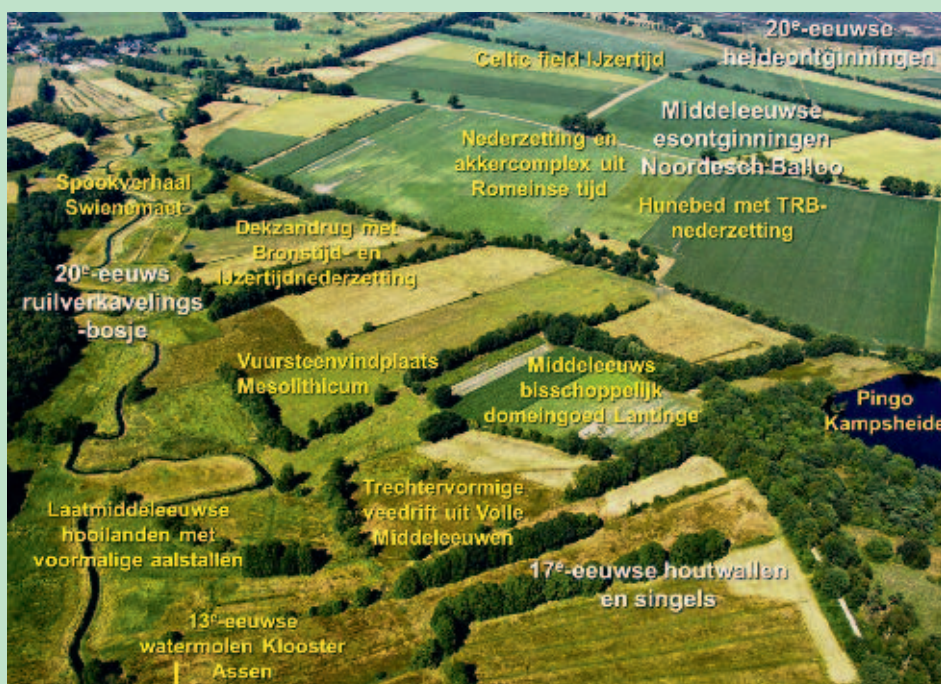 20e-eeuwse
heideontginningen
Celtic field IJzertijd
Middeleeuwse
esontginningen
Noordesch Balloo
Nederzetting en
akkercomplex uit
Romeinse tijd
Spookverhaal
Swienemaet
Hunebed met TRB-
nederzetting
Dekzandrug met
Bronstijd- en
IJzertijdnederzetting
20e-eeuws
ruilverkavelings
-bosje
Vuursteenvindplaats
Mesolithicum
Middeleeuws
bisschoppelijk
domeingoed Lantinge
Pingo
Kampsheide
Trechtervormige
veedrift uit Volle
Middeleeuwen
Laatmiddeleeuwse
hooilanden met
voormalige aalstallen
17e-eeuwse houtwallen
en singels
13e-eeuwse
watermolen Klooster
Assen